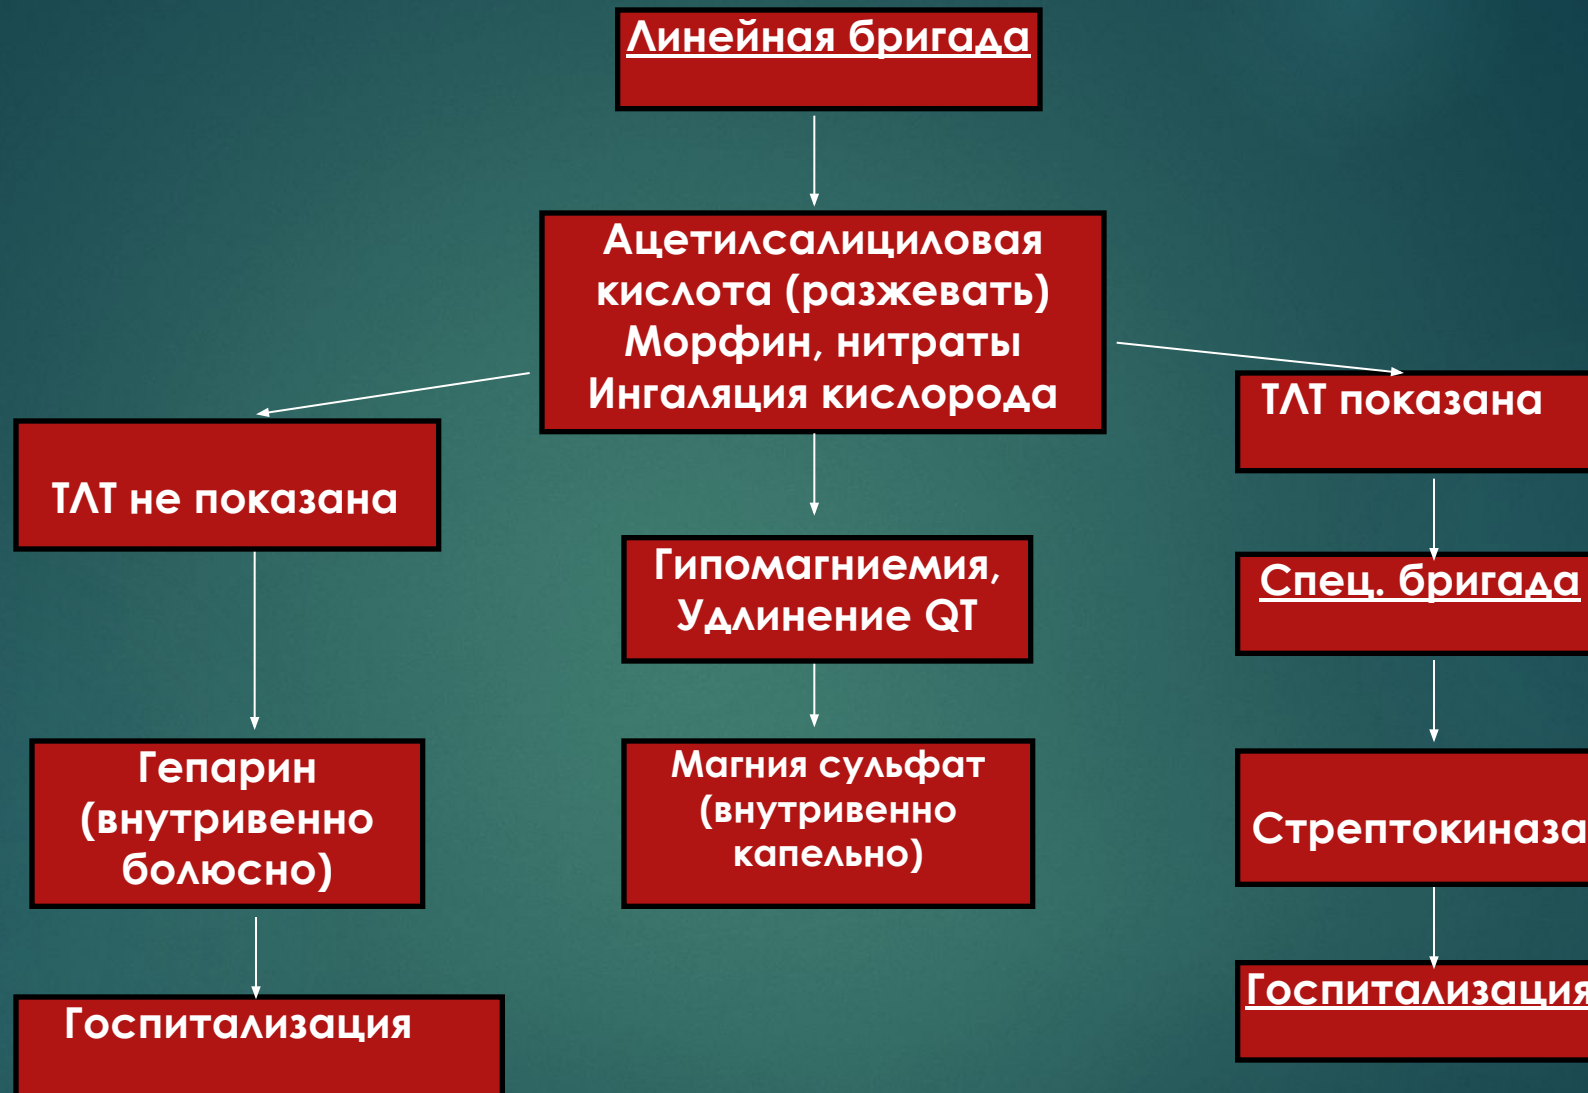 Линейная бригада
Ацетилсалициловая
кислота (разжевать)
Морфин, нитраты
Ингаляция кислорода
ТЛТ не показана
Гепарин
(внутривенно
болюсно)
Госпитализация
Гипомагниемия,
Удлинение QT
Магния сульфат
(внутривенно
капельно)
ТЛТ показана
Спец. бригада
Стрептокиназа
Госпитализация